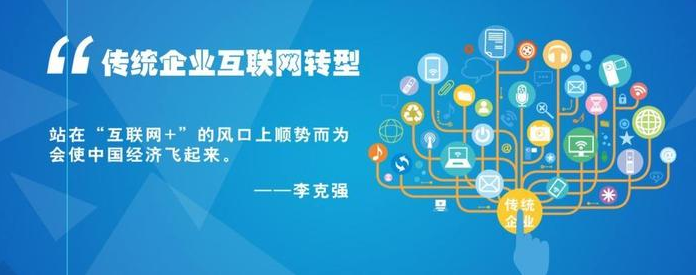 “传统企业互联网转型
站在“互联网+”的风口上顺势而为
会使中国经济飞起来。
——李克强
传统
企业